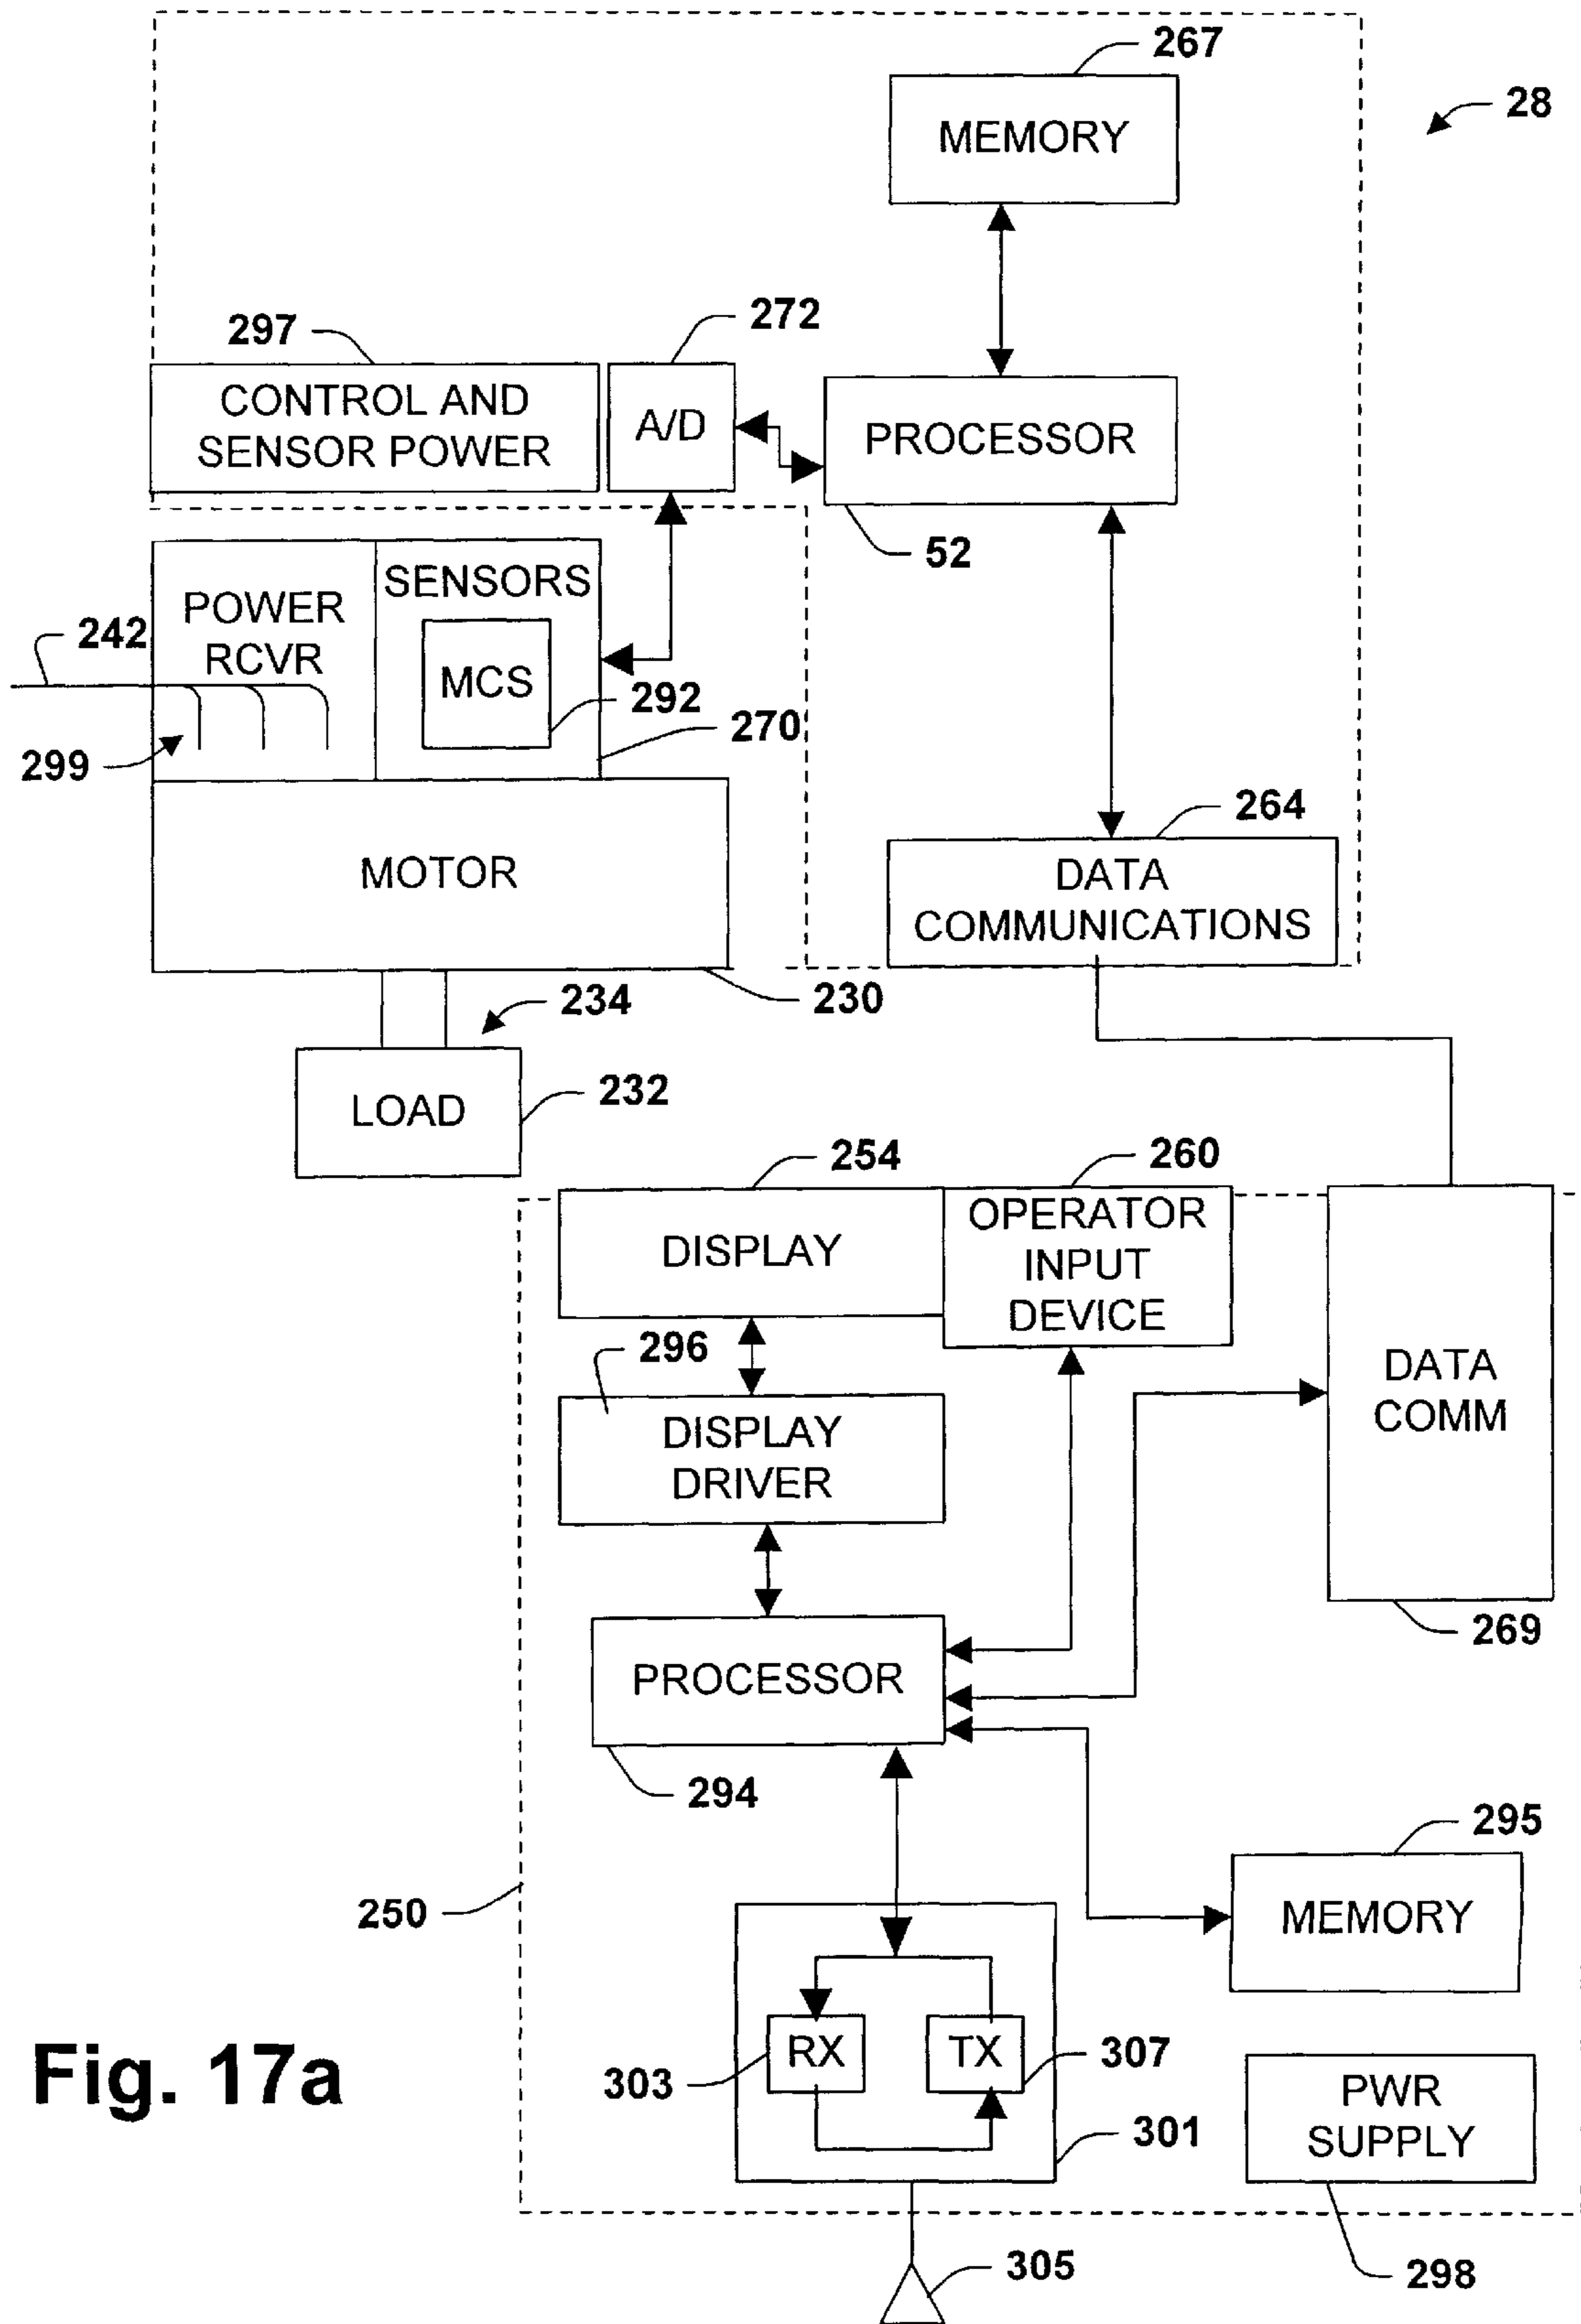 267
28
MEMORY
297
272
CONTROL AND
SENSOR POWER
A/D
PROCESSOR
52
SENSORS
POWER
RCVR
242
MCS
292
270
299
264
MOTOR
DATA
COMMUNICATIONS
234
230
LOAD
232
254
260
DISPLAY
OPERATOR
INPUT
DEVICE
296
DATA
COMM
DISPLAY
DRIVER
269
PROCESSOR
294
295
250
MEMORY
RX
TX
303
307
301
PWR
SUPPLY
Fig. 17a
305
298